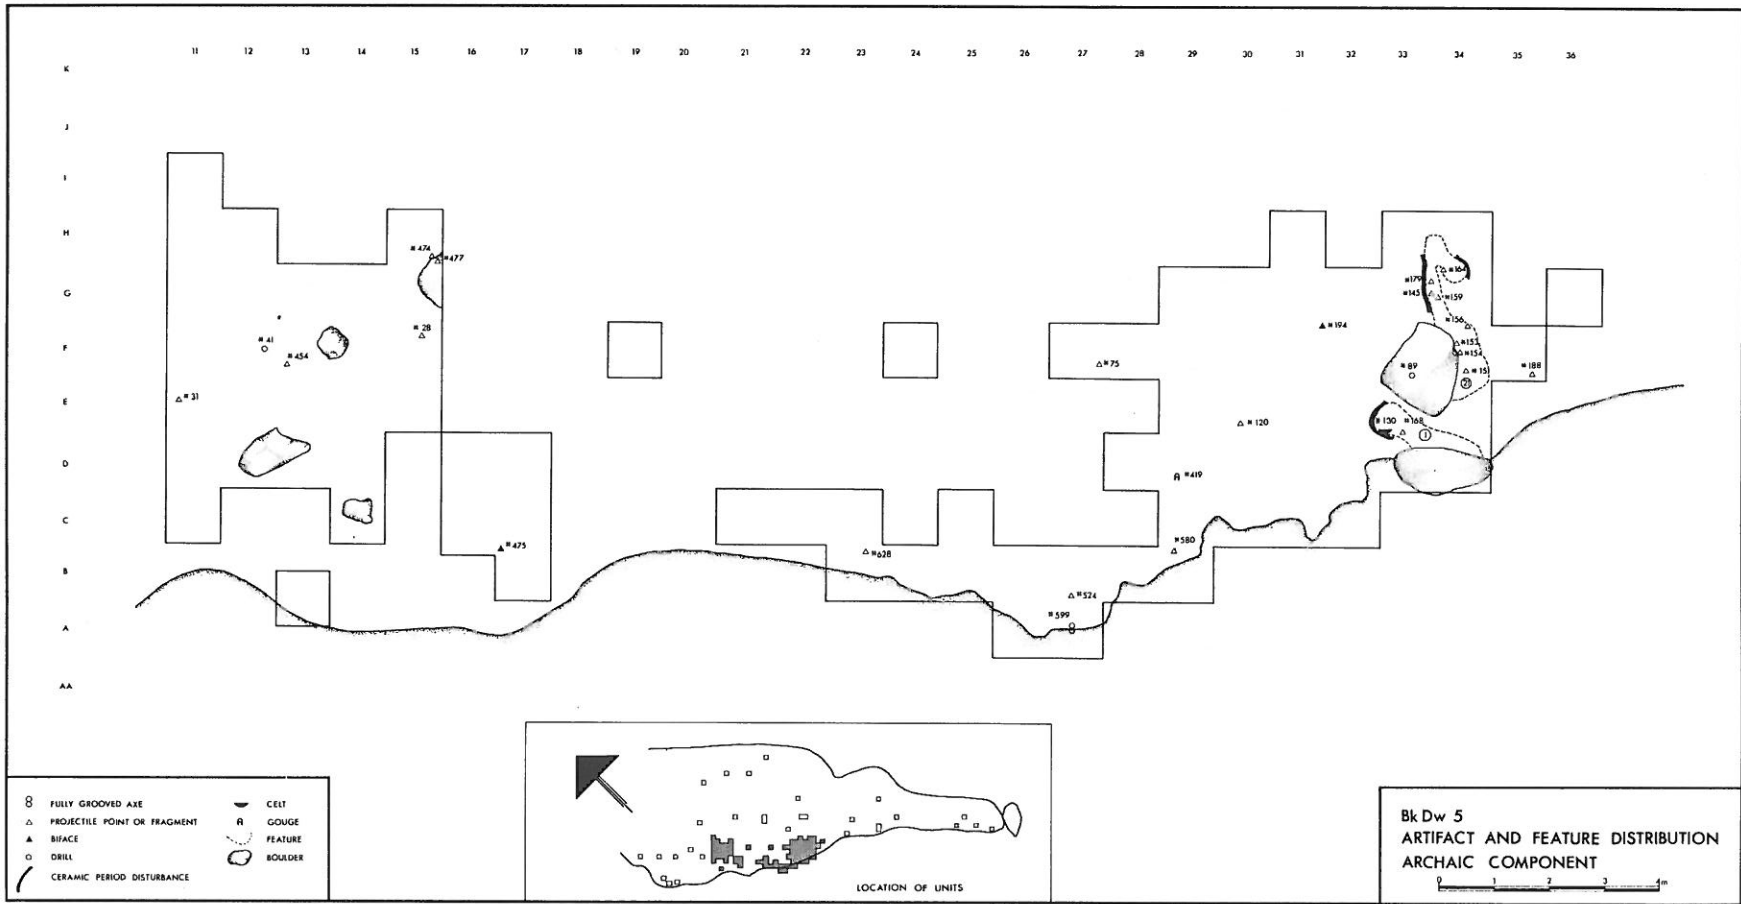 11 12 13 14 15 16 17 18 19 20 21 22 23 24 25 26 27 28 29 30 31 32 33 34 35 36
K
J
I
H
G
F
E
D
C
B
A
AA
#474
#477
#28
#41
#454
#31
#475
#628
#524
#599
#580
#75
#120
#419
#194
#164
#179
#145
#159
#156
#153
#154
#151
#89
21
#188
#130
#168
1
FULLY GROOVED AXE
PROJECTILE POINT OR FRAGMENT
BIFACE
DRILL
CERAMIC PERIOD DISTURBANCE
CELT
GOUGE
FEATURE
BOULDER
LOCATION OF UNITS
Bk Dw 5
ARTIFACT AND FEATURE DISTRIBUTION
ARCHAIC COMPONENT
0 1 2 3 4m